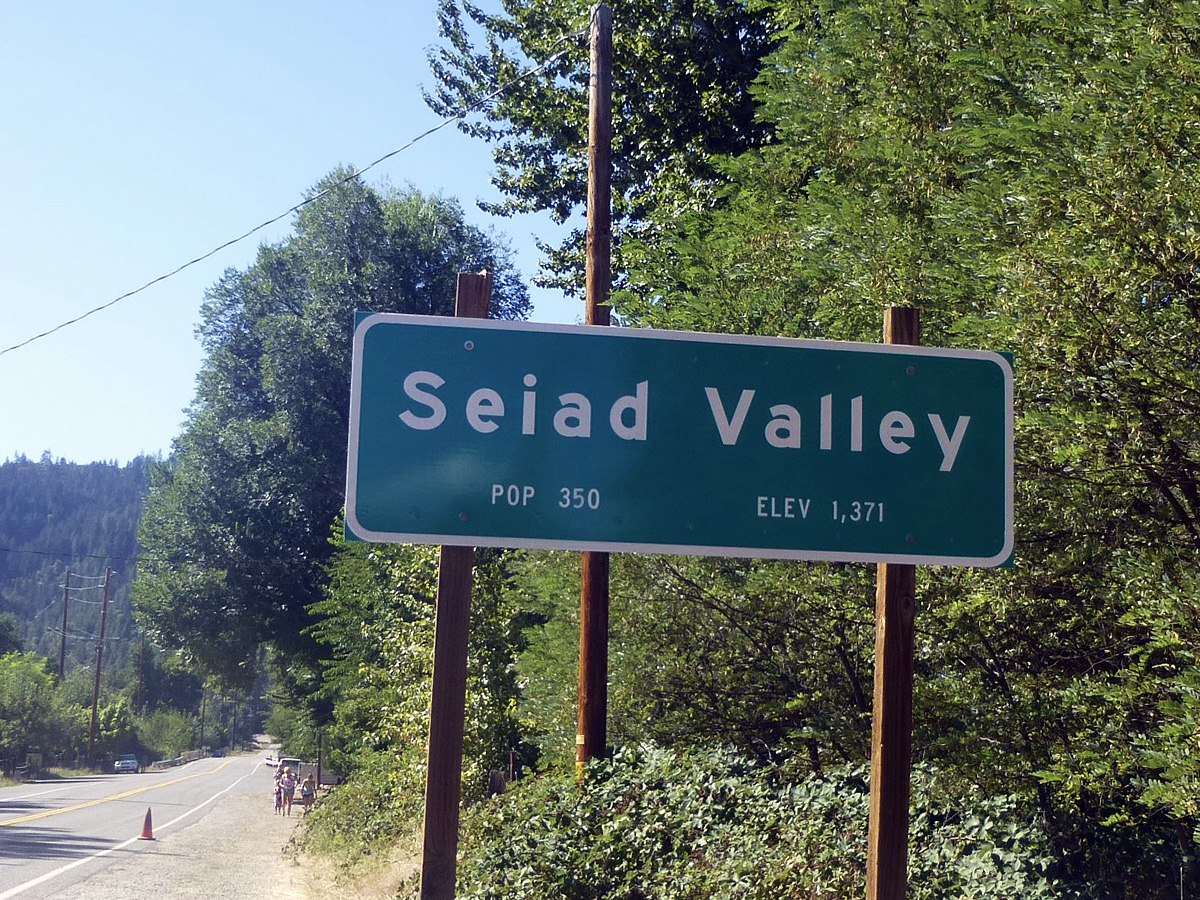 Seiad Valley
POP 350 ELEV 1,371